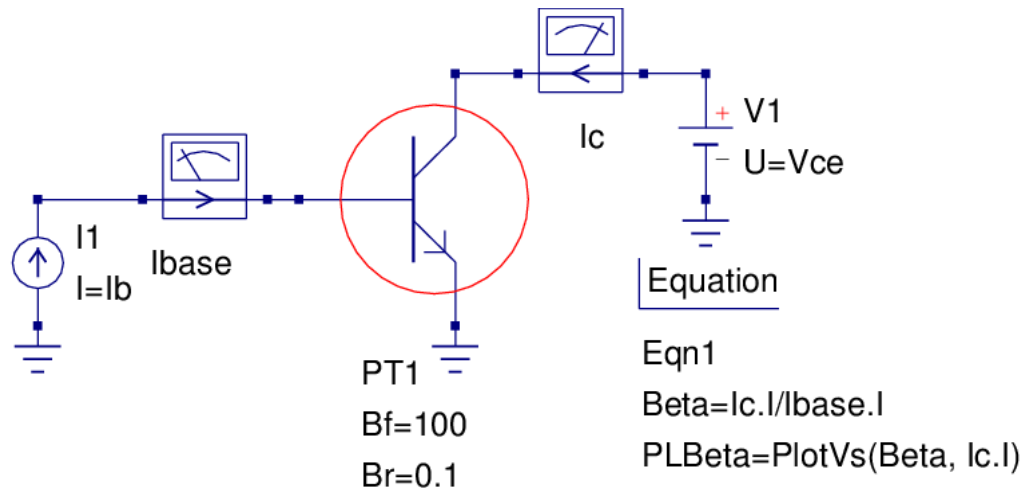 Ic
+ V1
− U=Vce
I1
I=Ib
Ibase
Equation
PT1
Bf=100
Br=0.1
Eqn1
Beta=Ic.I/Ibase.I
PLBeta=PlotVs(Beta, Ic.I)